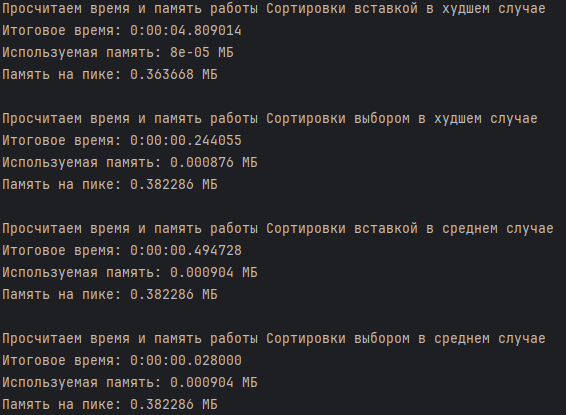 Просчитаем время и память работы Сортировки вставкой в худшем случае
Итоговое время: 0:00:04.809014
Используемая память: 8e-05 МБ
Память на пике: 0.363668 МБ
Просчитаем время и память работы Сортировки выбором в худшем случае
Итоговое время: 0:00:00.244055
Используемая память: 0.000876 МБ
Память на пике: 0.382286 МБ
Просчитаем время и память работы Сортировки вставкой в среднем случае
Итоговое время: 0:00:00.494728
Используемая память: 0.000904 МБ
Память на пике: 0.382286 МБ
Просчитаем время и память работы Сортировки выбором в среднем случае
Итоговое время: 0:00:00.028000
Используемая память: 0.000904 МБ
Память на пике: 0.382286 МБ